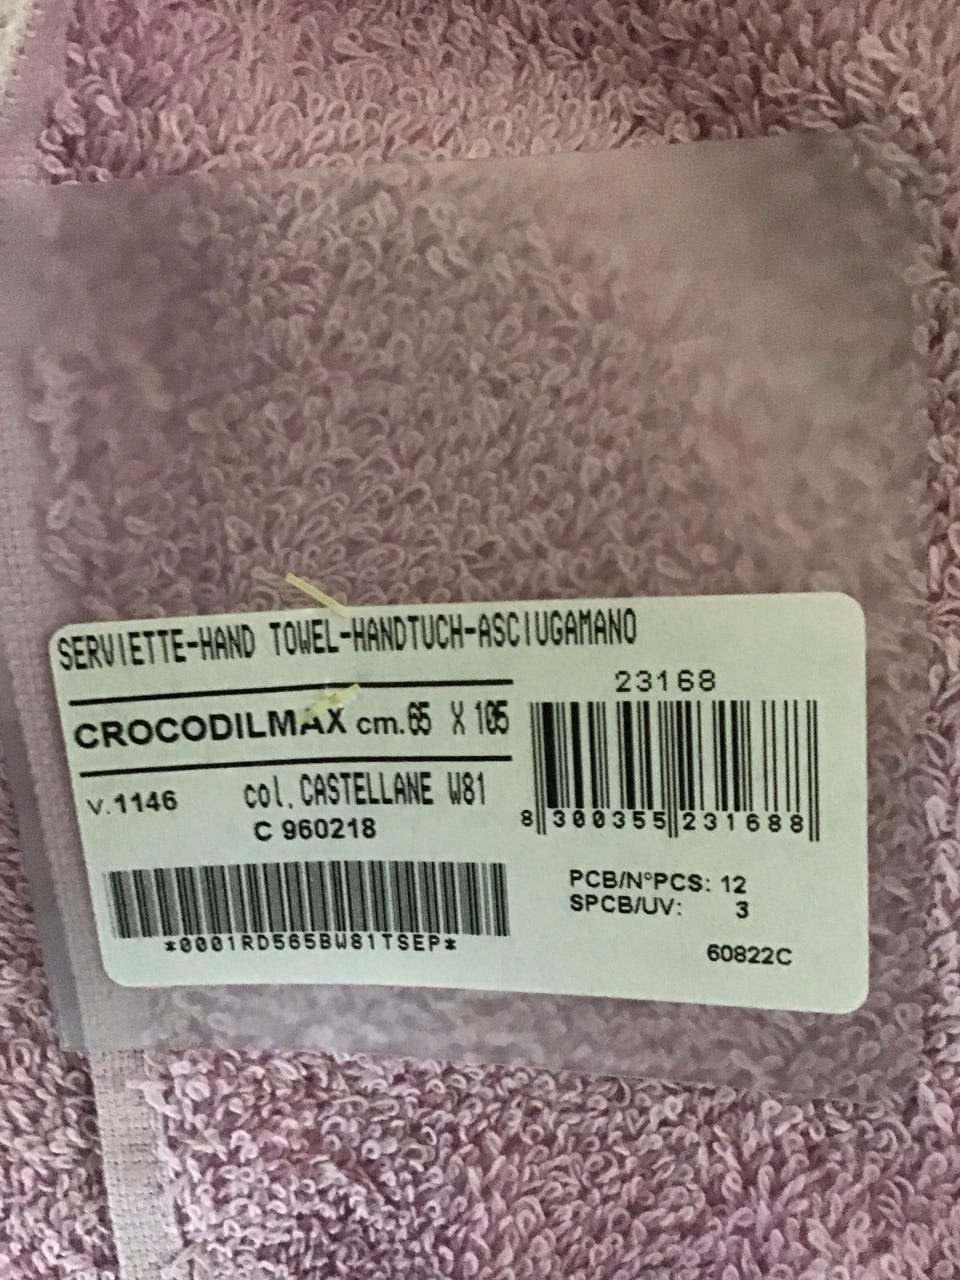 SERVIETTE-HAND TOWEL-HANDTUCH-ASCIUGAMANO
23168
CROCODILMAX cm.65 X 105
v.1146 col.CASTELLANE W81
C 960218
8 300355 231688
PCB/N°PCS: 12
SPCB/UV: 3
*0001RD565BW81TSEP*
60822C